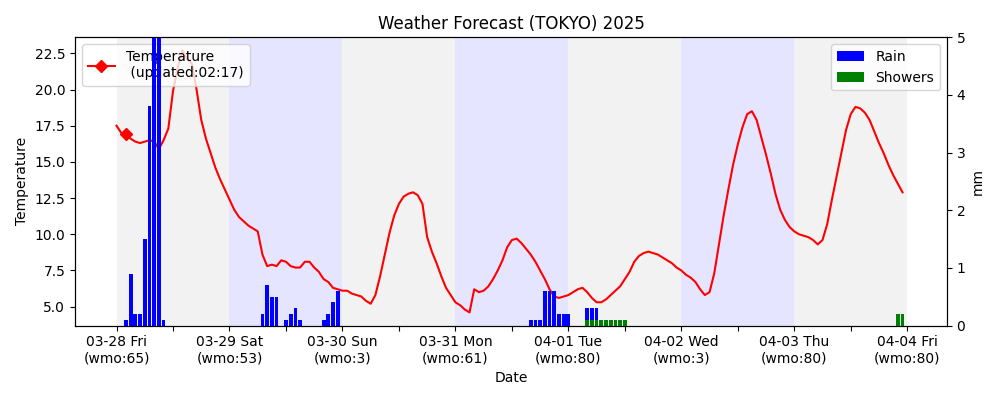 Weather Forecast (TOKYO) 2025
Temperature
(updated:02:17)
Rain
Showers
22.5
20.0
17.5
15.0
12.5
10.0
7.5
5.0
Temperature
5
4
3
2
1
0
mm
03-28 Fri
(wmo:65)
03-29 Sat
(wmo:53)
03-30 Sun
(wmo:3)
03-31 Mon
(wmo:61)
04-01 Tue
(wmo:80)
04-02 Wed
(wmo:3)
04-03 Thu
(wmo:80)
04-04 Fri
(wmo:80)
Date